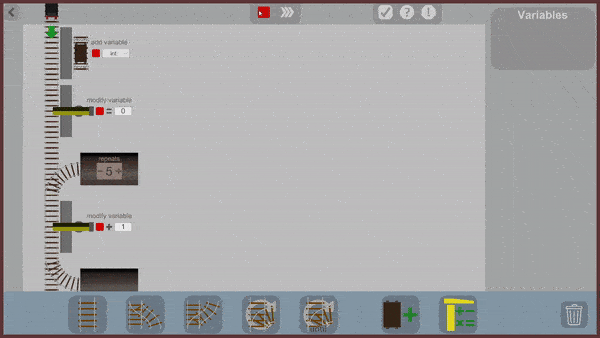 Variables
add variable
int
modify variable
= 0
repeats
- 5 +
modify variable
+ 1